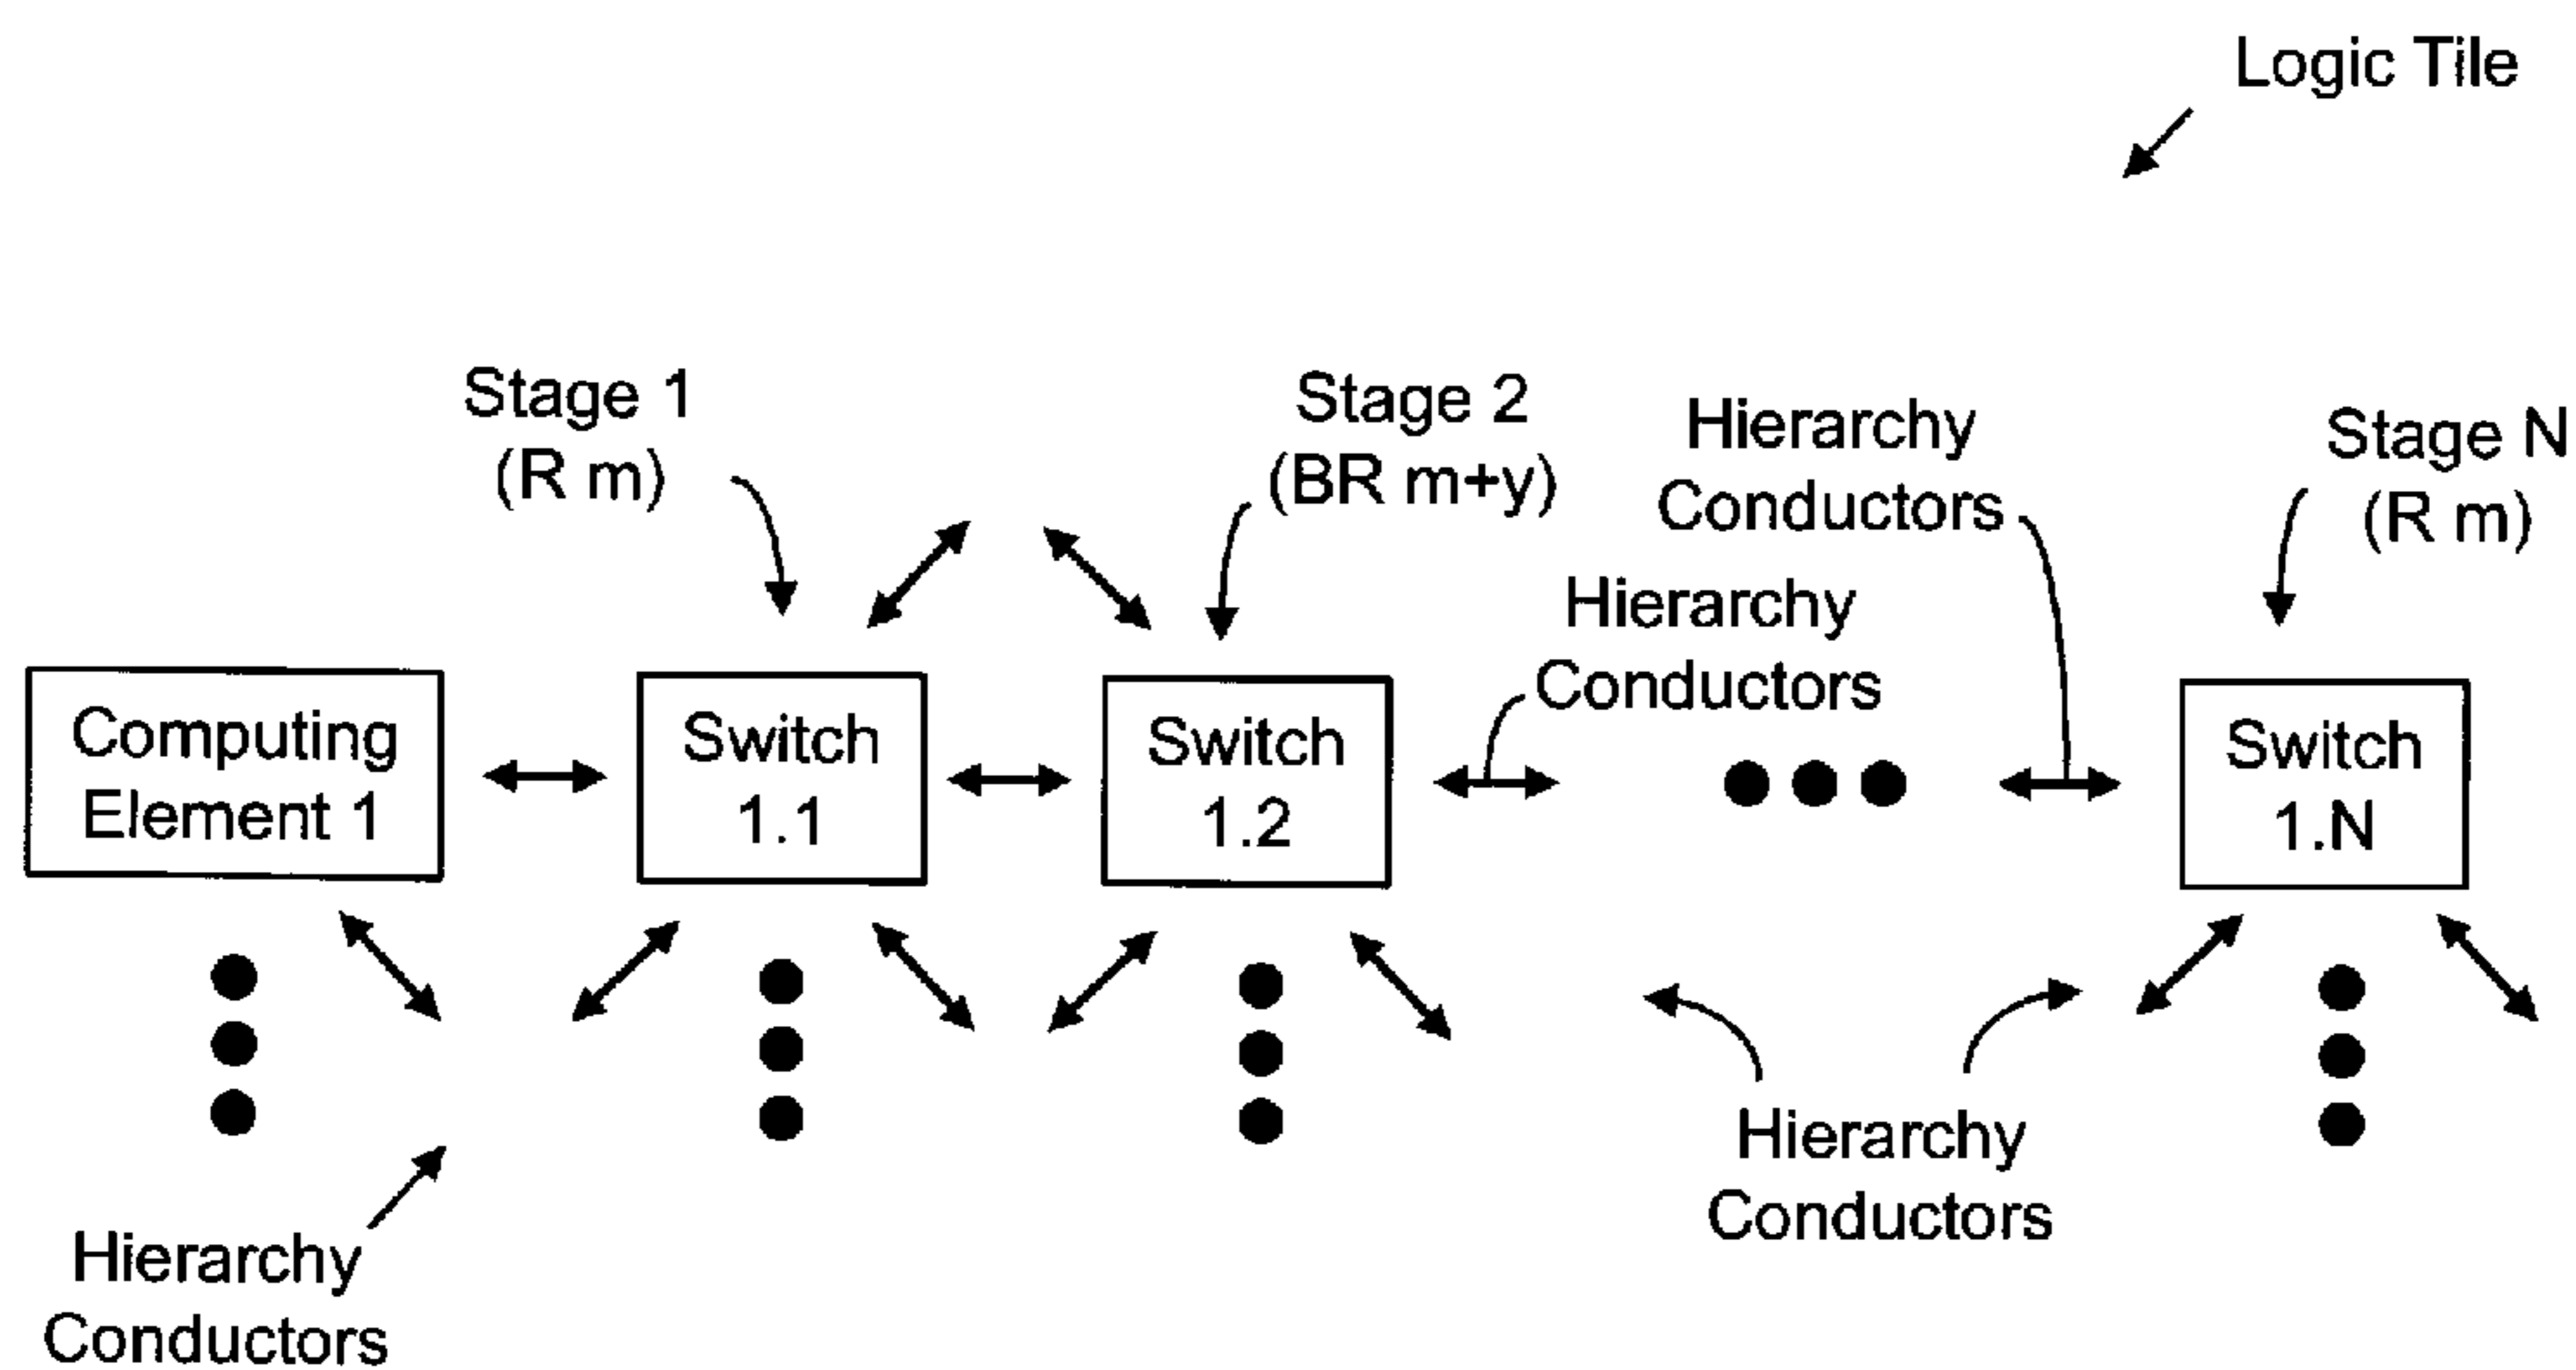 Logic Tile
Stage 1
(R m)
Stage 2
(BR m+y)
Hierarchy
Conductors
Stage N
(R m)
Hierarchy
Conductors
Computing
Element 1
Switch
1.1
Switch
1.2
Switch
1.N
Hierarchy
Conductors
Hierarchy
Conductors